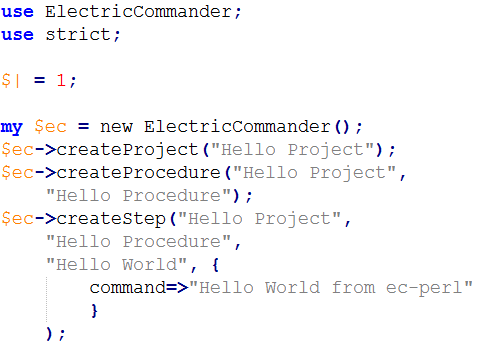 use ElectricCommander;
use strict;
$| = 1;
my $ec = new ElectricCommander();
$ec->createProject("Hello Project");
$ec->createProcedure("Hello Project",
"Hello Procedure");
$ec->createStep("Hello Project",
"Hello Procedure",
"Hello World", {
command=>"Hello World from ec-perl"
}
);